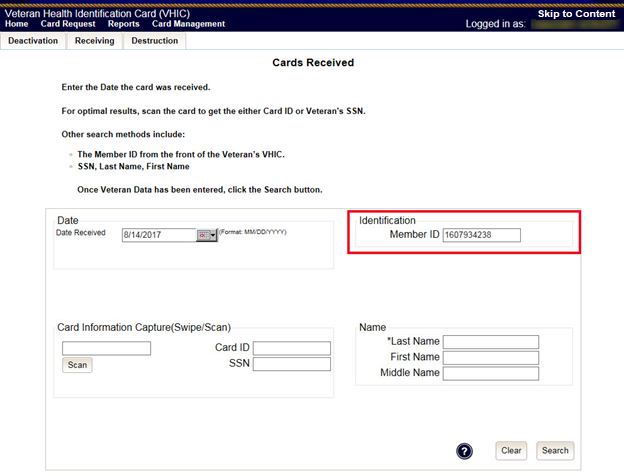 Veteran Health Identification Card (VHIC)
Skip to Content
Home Card Request Reports Card Management
Logged in as:
Deactivation Receiving Destruction
Cards Received
Enter the Date the card was received.
For optimal results, scan the card to get the either Card ID or Veteran's SSN.
Other search methods include:
The Member ID from the front of the Veteran's VHIC.
SSN, Last Name, First Name
Once Veteran Data has been entered, click the Search button.
Date
Date Received 8/14/2017 (Format: MM/DD/YYYY)
Identification
Member ID 1607934238
Card Information Capture(Swipe/Scan)
Card ID
Scan
SSN
Name
*Last Name
First Name
Middle Name
? Clear Search